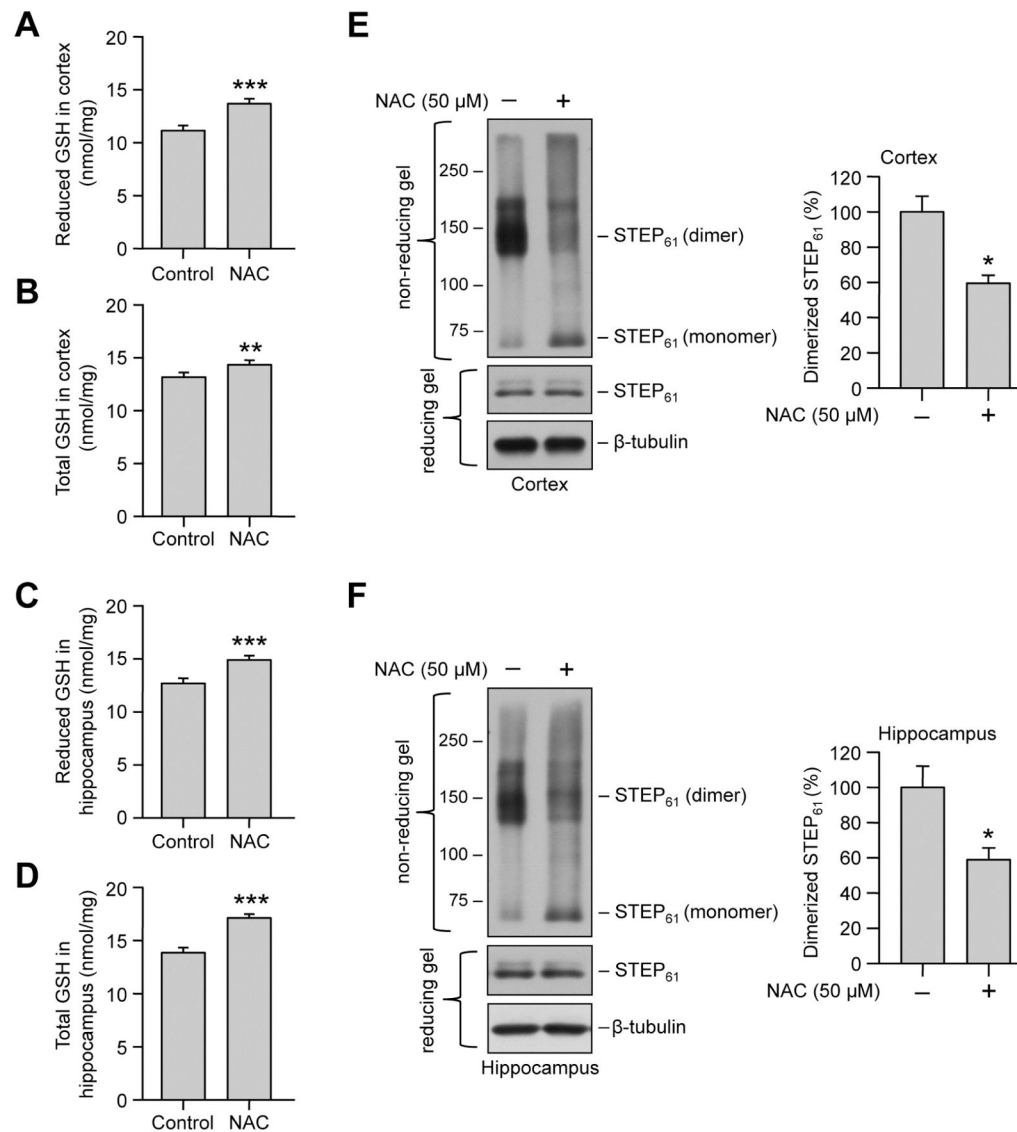 A
Reduced GSH in cortex
(nmol/mg)
20
15
10
5
0
***
Control NAC
B
Total GSH in cortex
(nmol/mg)
20
15
10
5
0
**
Control NAC
C
Reduced GSH in
hippocampus (nmol/mg)
20
15
10
5
0
***
Control NAC
D
Total GSH in
hippocampus (nmol/mg)
20
15
10
5
0
***
Control NAC
E
NAC (50 μM) – +
non-reducing gel
250 –
150 –
100 –
75 –
– STEP₆₁ (dimer)
– STEP₆₁ (monomer)
reducing gel
– STEP₆₁
– β-tubulin
Cortex
Cortex
Dimerized STEP₆₁ (%)
120
100
80
60
40
20
0
*
NAC (50 μM) – +
F
NAC (50 μM) – +
non-reducing gel
250 –
150 –
100 –
75 –
– STEP₆₁ (dimer)
– STEP₆₁ (monomer)
reducing gel
– STEP₆₁
– β-tubulin
Hippocampus
Hippocampus
Dimerized STEP₆₁ (%)
120
100
80
60
40
20
0
*
NAC (50 μM) – +